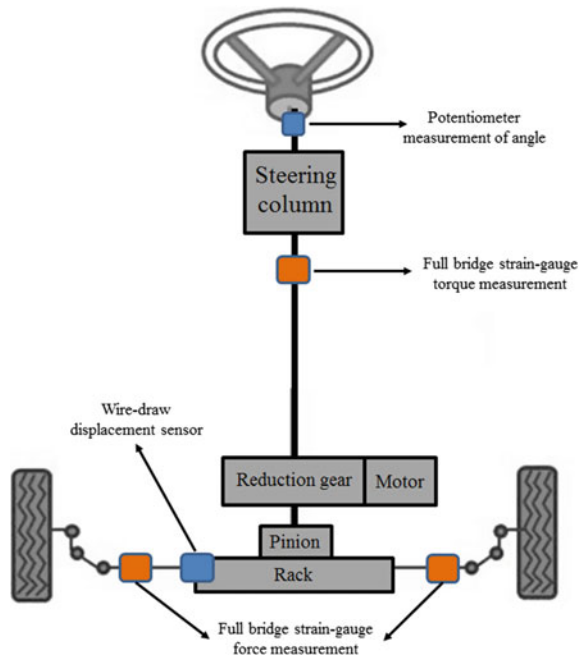 Potentiometer
measurement of angle
Steering
column
Full bridge strain-gauge
torque measurement
Wire-draw
displacement sensor
Reduction gear
Motor
Pinion
Rack
Full bridge strain-gauge
force measurement